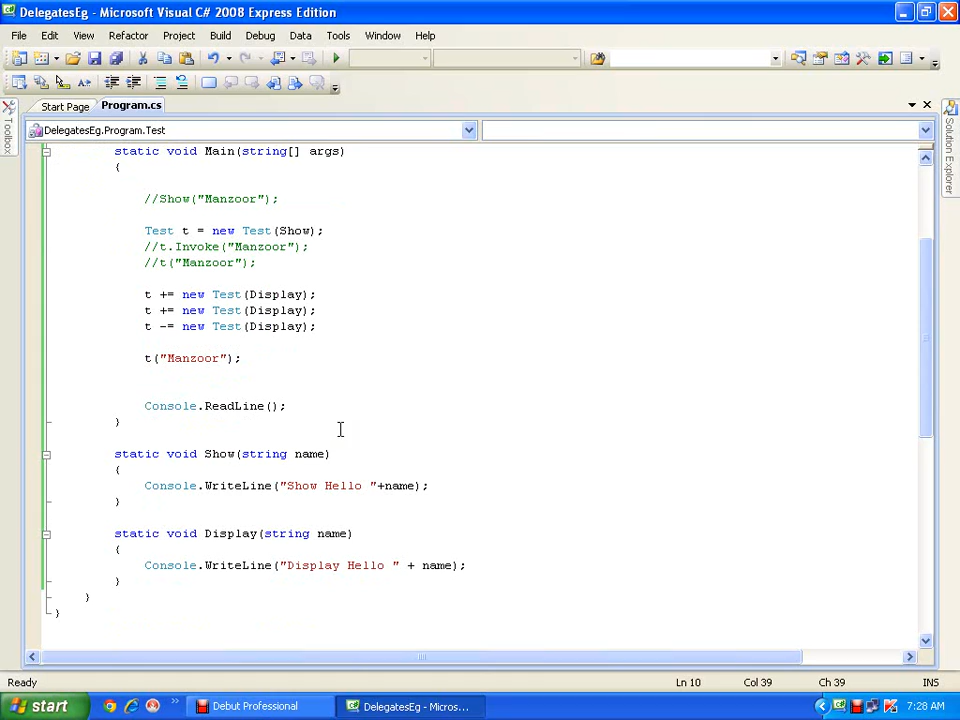 DelegatesEg - Microsoft Visual C# 2008 Express Edition
File Edit View Refactor Project Build Debug Data Tools Window Help
Start Page Program.cs
DelegatesEg.Program.Test
Toolbox
Solution Explorer
static void Main(string[] args)
{
//Show("Manzoor");
Test t = new Test(Show);
//t.Invoke("Manzoor");
//t("Manzoor");
t += new Test(Display);
t += new Test(Display);
t -= new Test(Display);
t("Manzoor");
Console.ReadLine();
}
static void Show(string name)
{
Console.WriteLine("Show Hello "+name);
}
static void Display(string name)
{
Console.WriteLine("Display Hello " + name);
}
}
}
Ready Ln 10 Col 39 Ch 39 INS
start Debut Professional DelegatesEg - Micros... 7:28 AM